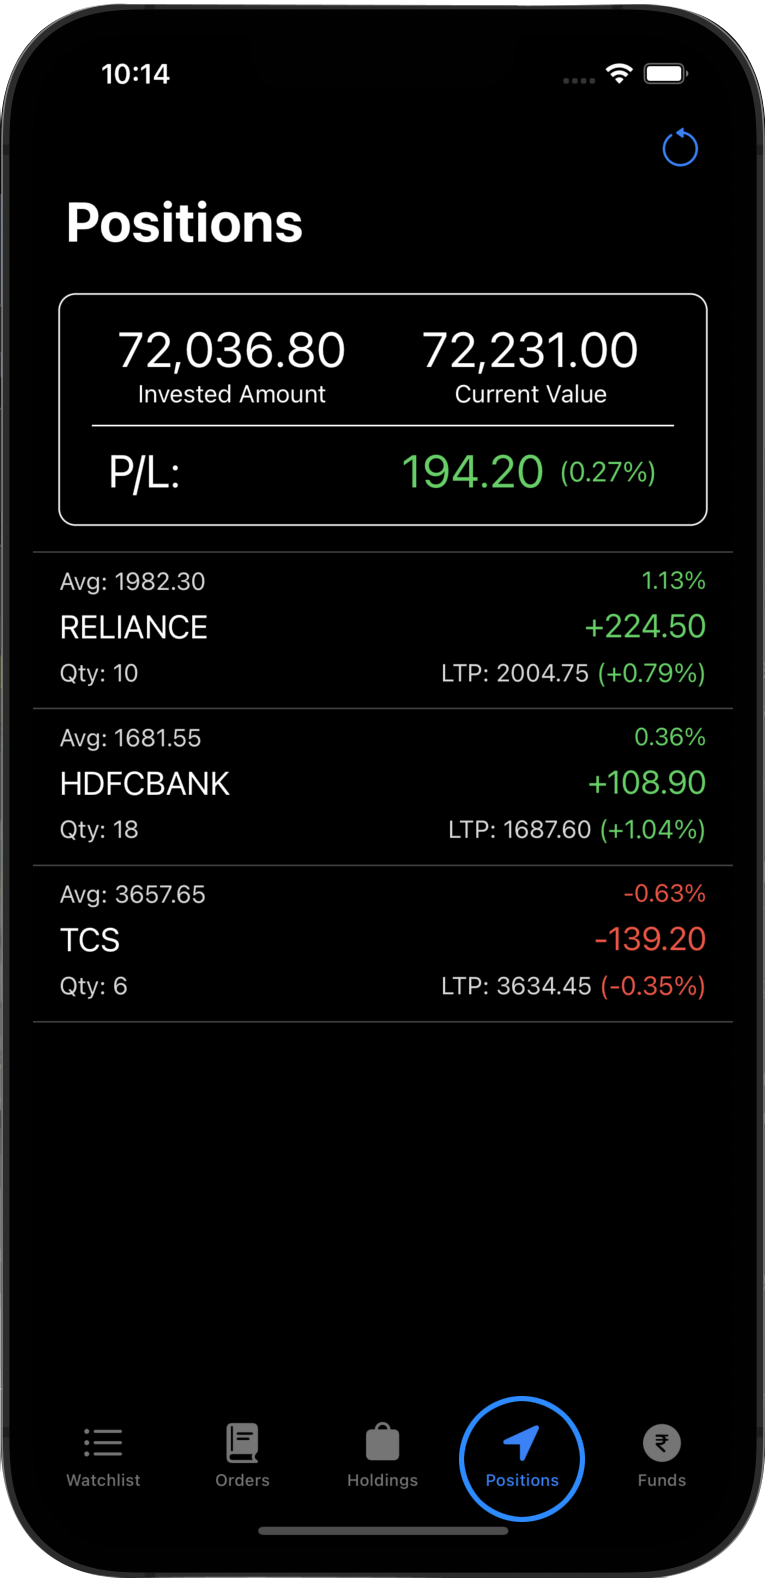 10:14
Positions
72,036.80 72,231.00
Invested Amount Current Value
P/L: 194.20 (0.27%)
Avg: 1982.30 1.13%
RELIANCE +224.50
Qty: 10 LTP: 2004.75 (+0.79%)
Avg: 1681.55 0.36%
HDFCBANK +108.90
Qty: 18 LTP: 1687.60 (+1.04%)
Avg: 3657.65 -0.63%
TCS -139.20
Qty: 6 LTP: 3634.45 (-0.35%)
₹
Watchlist Orders Holdings Positions Funds